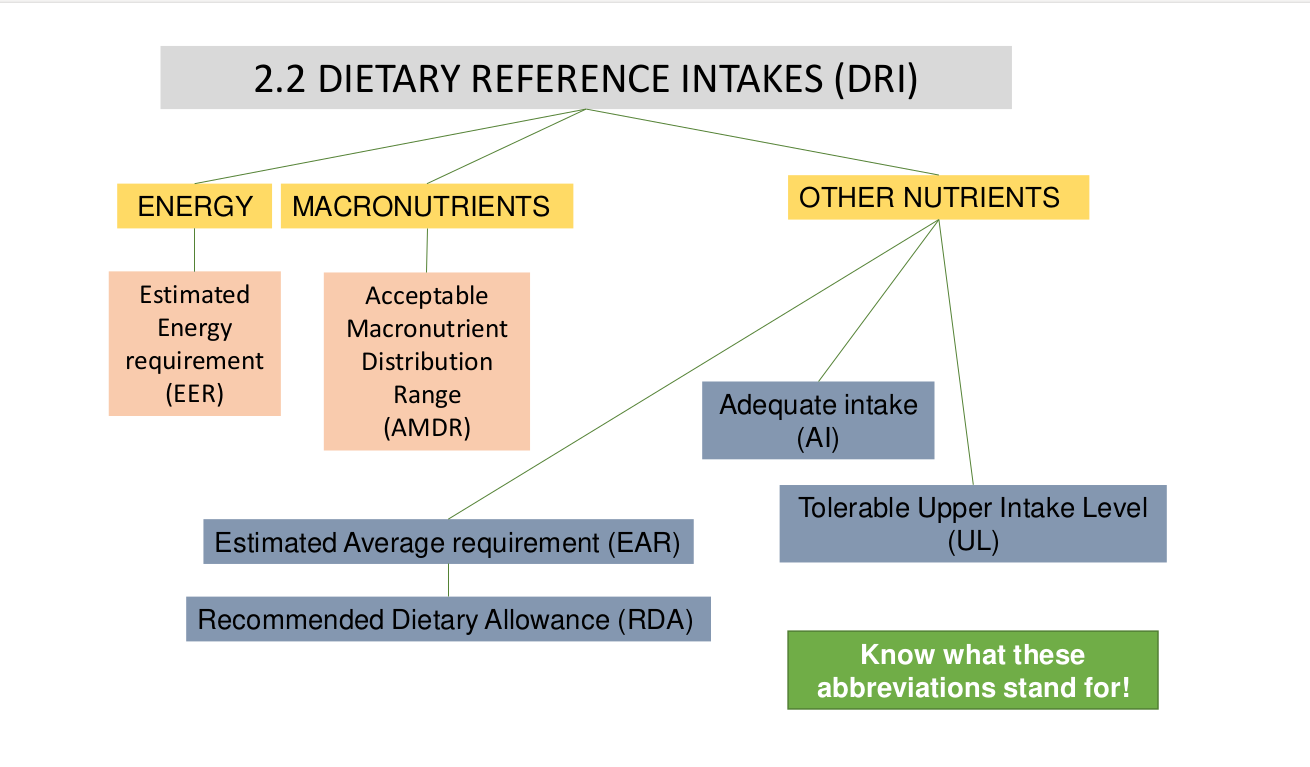 2.2 DIETARY REFERENCE INTAKES (DRI)
ENERGY
MACRONUTRIENTS
OTHER NUTRIENTS
Estimated
Energy
requirement
(EER)
Acceptable
Macronutrient
Distribution
Range
(AMDR)
Adequate intake
(AI)
Tolerable Upper Intake Level
(UL)
Estimated Average requirement (EAR)
Recommended Dietary Allowance (RDA)
Know what these
abbreviations stand for!